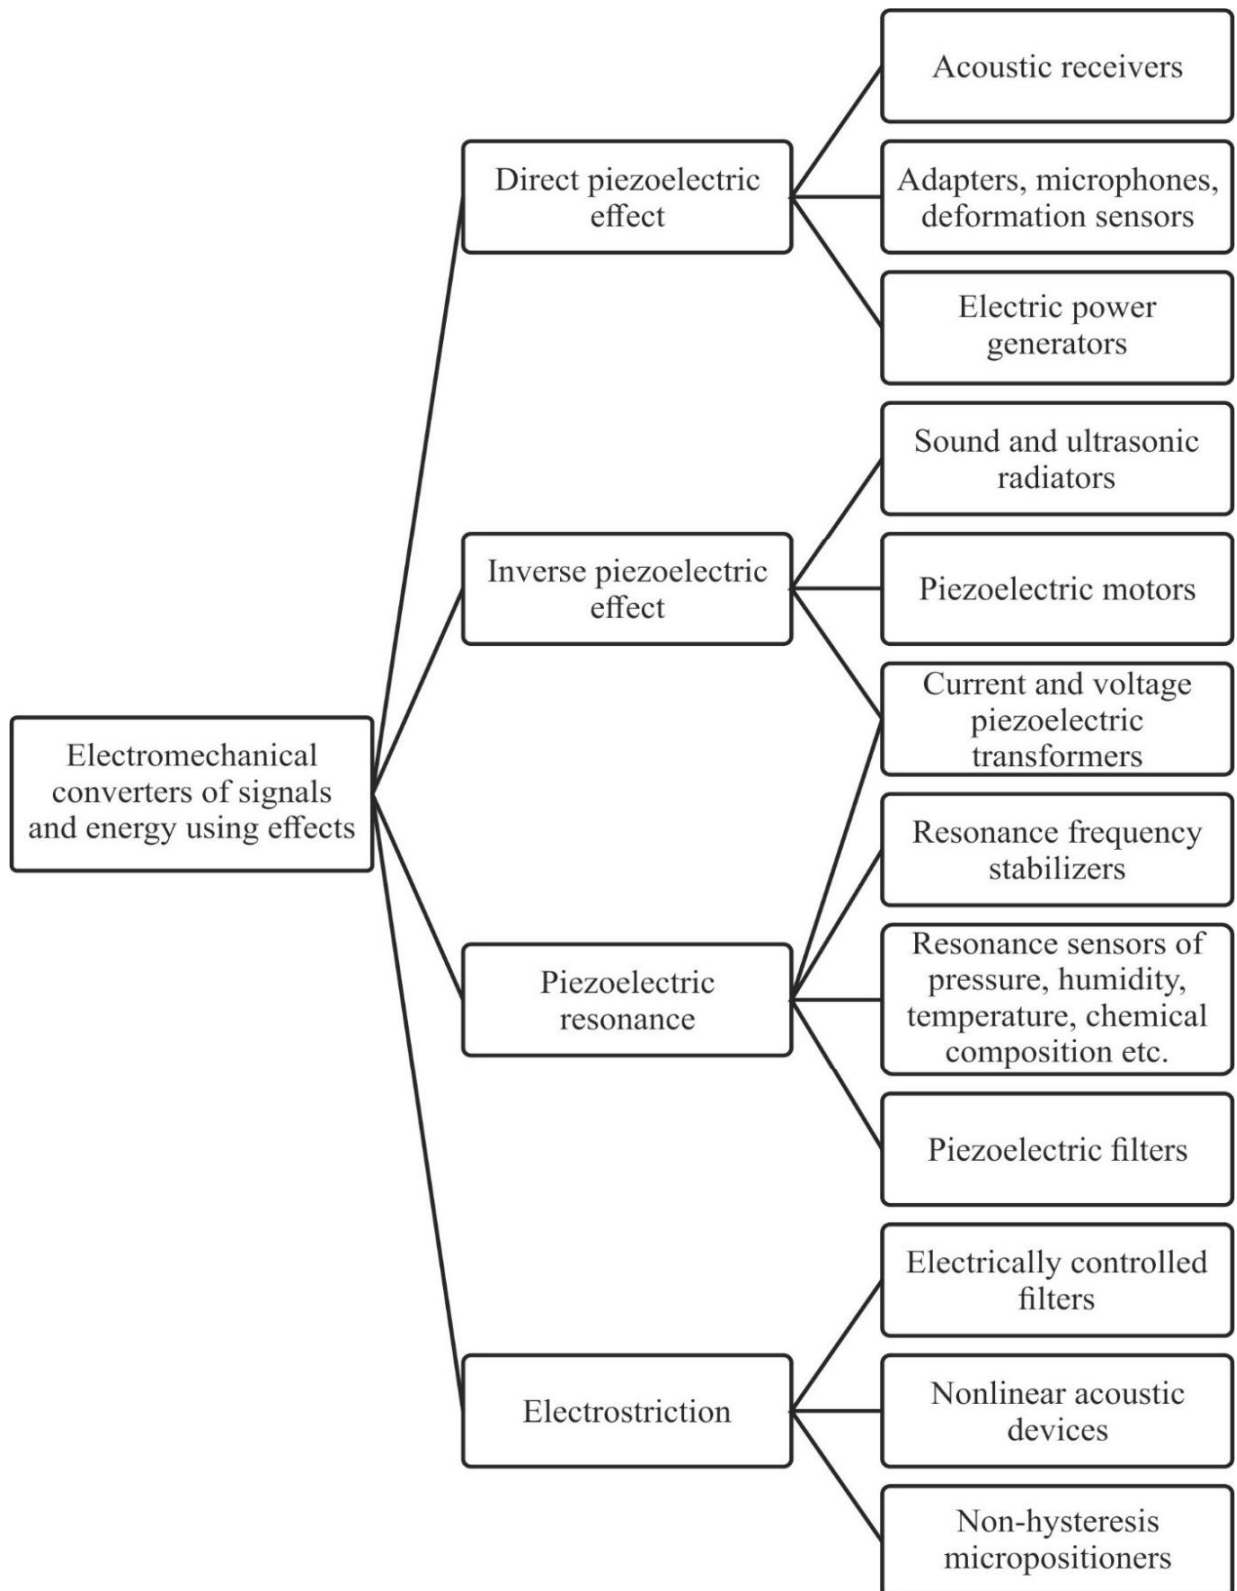 Electromechanical
converters of signals
and energy using effects
Direct piezoelectric
effect
Acoustic receivers
Adapters, microphones,
deformation sensors
Electric power
generators
Inverse piezoelectric
effect
Sound and ultrasonic
radiators
Piezoelectric motors
Current and voltage
piezoelectric
transformers
Piezoelectric
resonance
Resonance frequency
stabilizers
Resonance sensors of
pressure, humidity,
temperature, chemical
composition etc.
Piezoelectric filters
Electrostriction
Electrically controlled
filters
Nonlinear acoustic
devices
Non-hysteresis
micropositioners